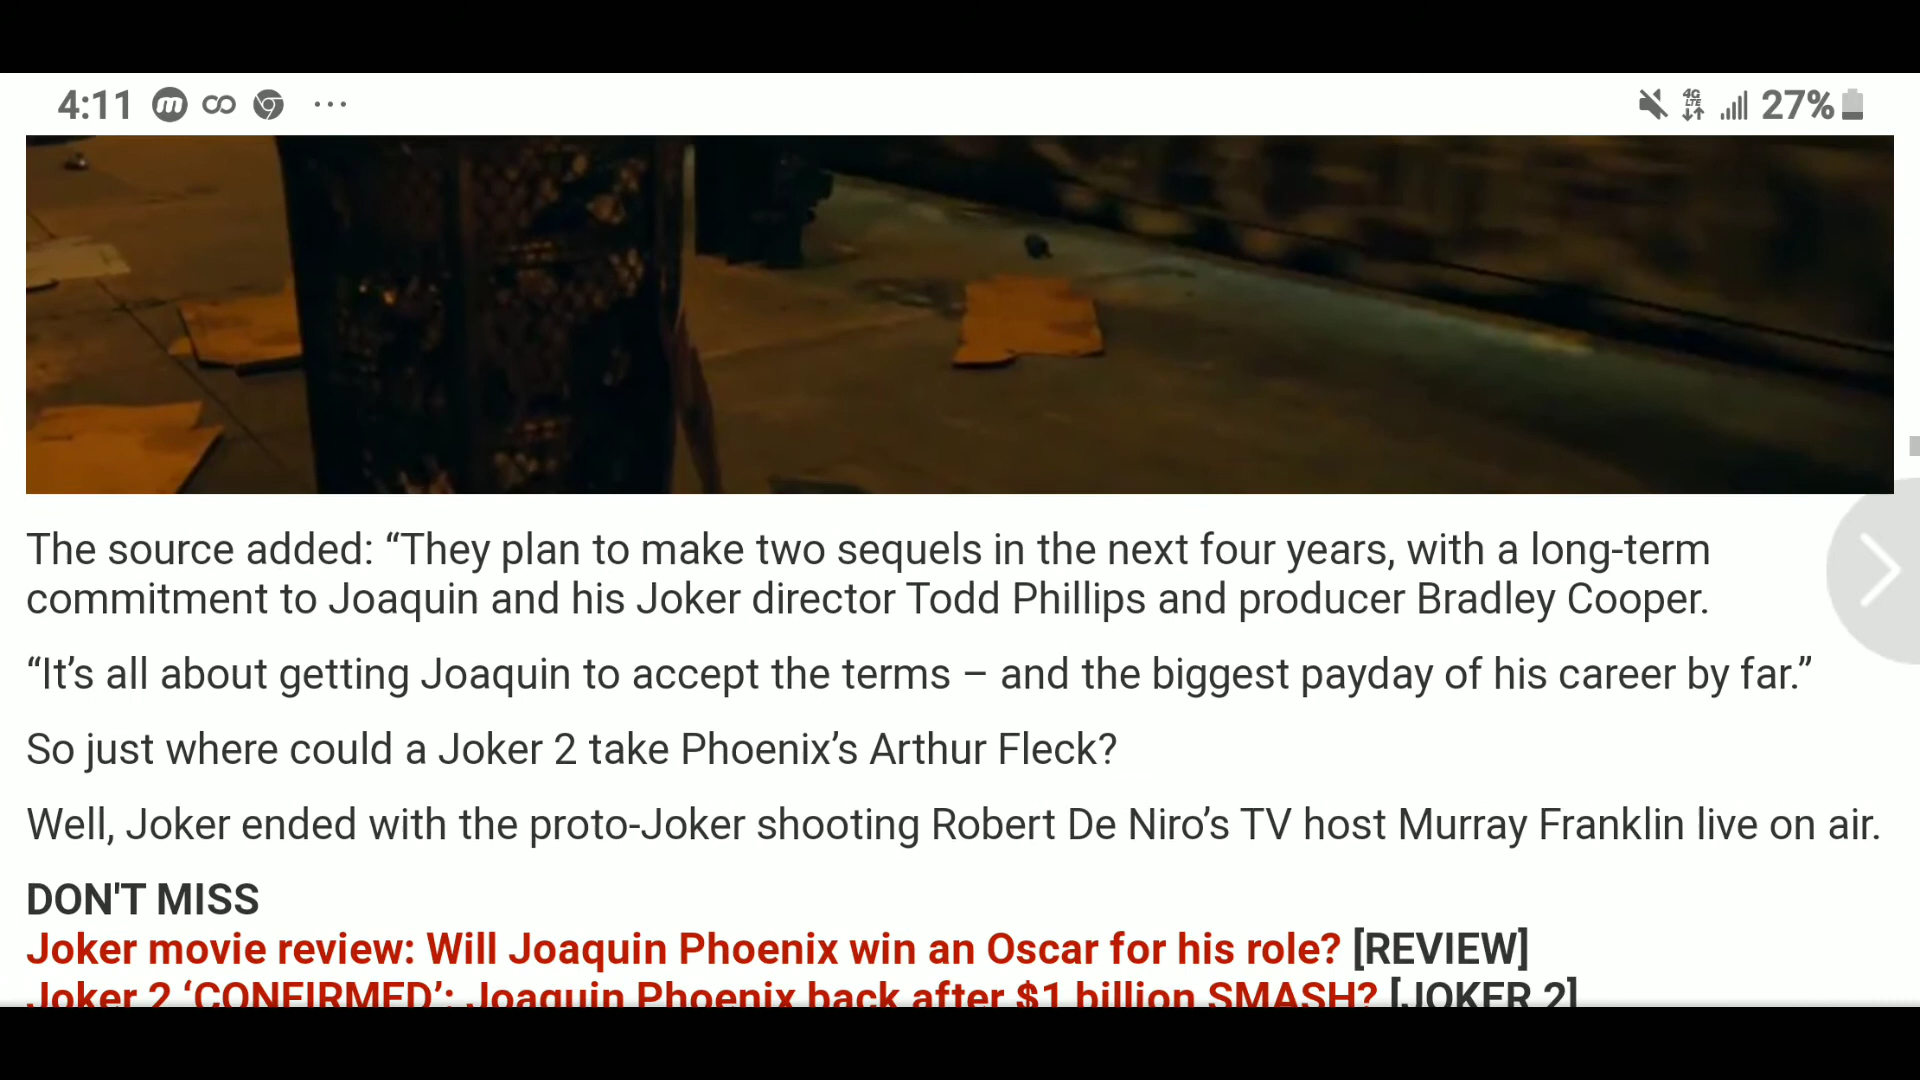 4:11 m ... 4G LTE 27%
The source added: “They plan to make two sequels in the next four years, with a long-term
commitment to Joaquin and his Joker director Todd Phillips and producer Bradley Cooper.
“It’s all about getting Joaquin to accept the terms – and the biggest payday of his career by far.”
So just where could a Joker 2 take Phoenix’s Arthur Fleck?
Well, Joker ended with the proto-Joker shooting Robert De Niro’s TV host Murray Franklin live on air.
DON'T MISS
Joker movie review: Will Joaquin Phoenix win an Oscar for his role? [REVIEW]
Joker 2 ‘CONFIRMED’: Joaquin Phoenix back after $1 billion SMASH? [JOKER 2]